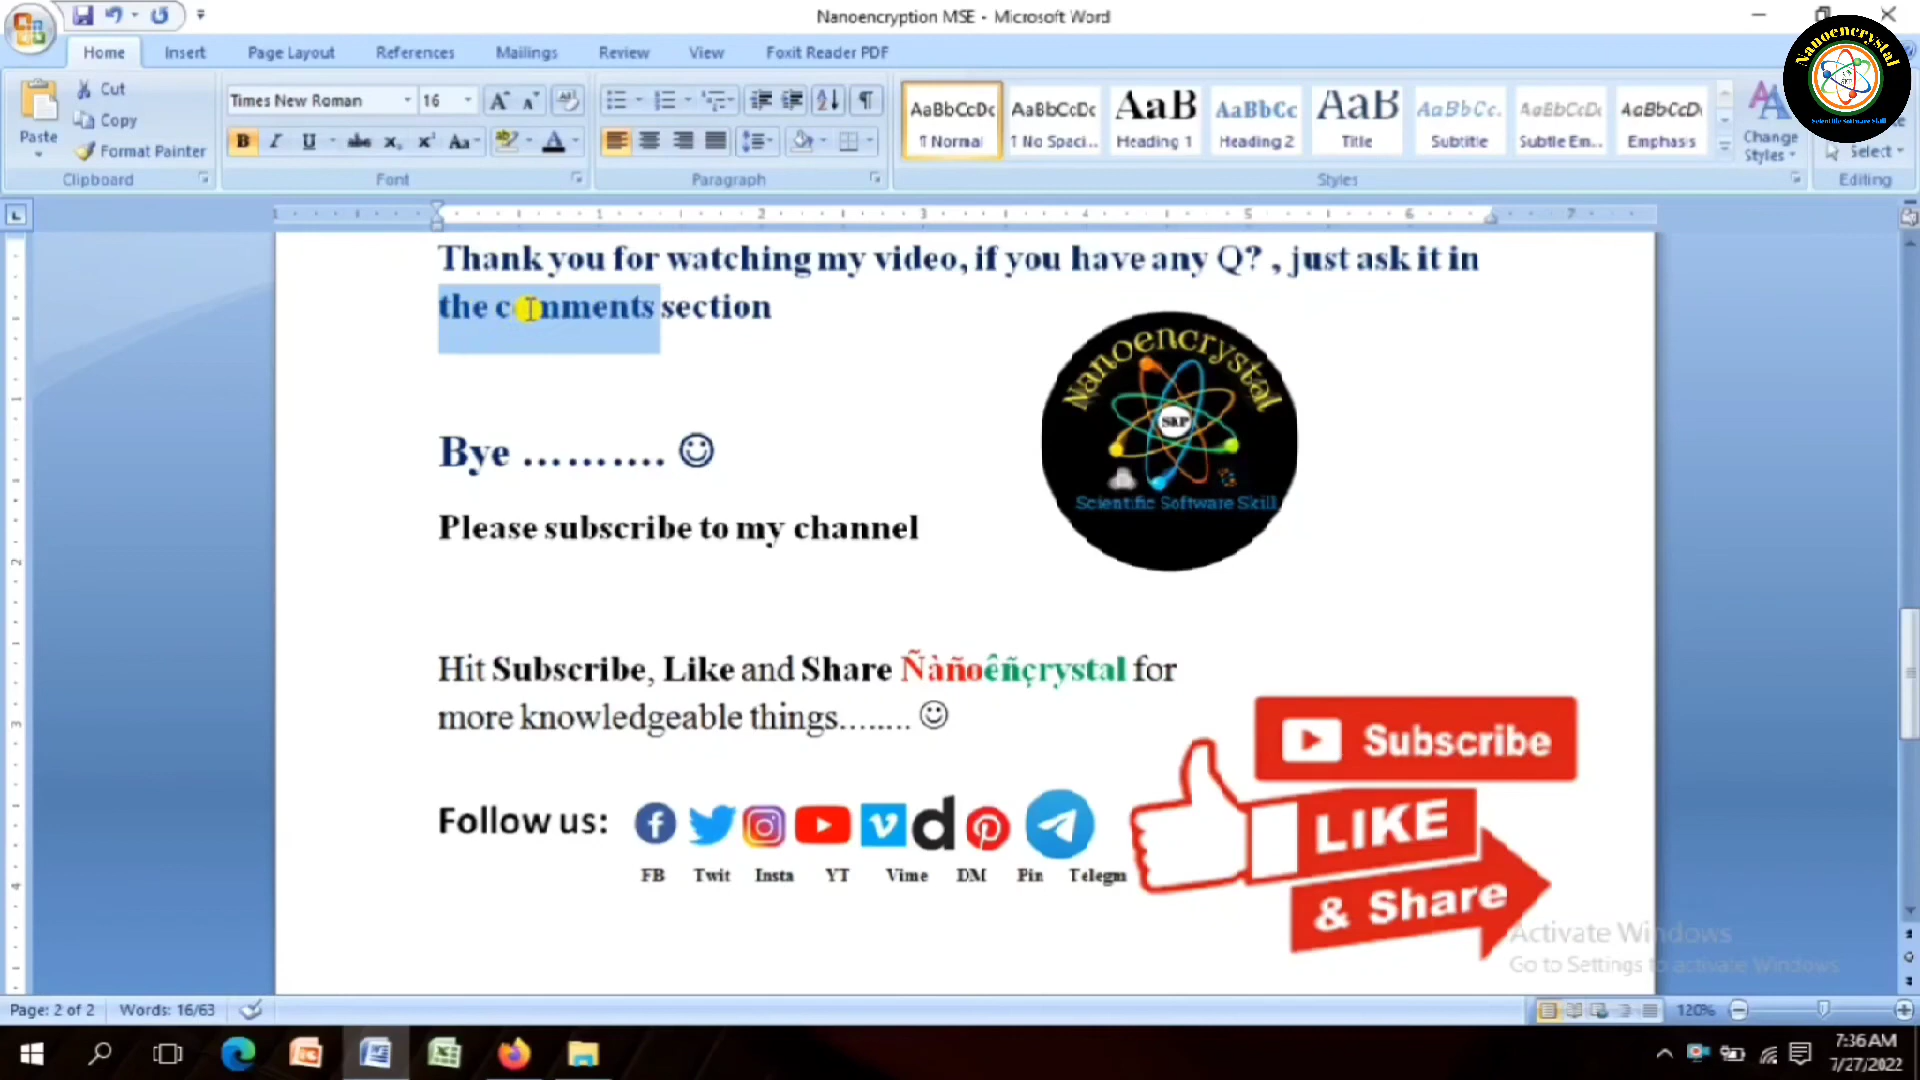 Nanoencryption MSE - Microsoft Word
Home Insert Page Layout References Mailings Review View Foxit Reader PDF
Paste
Cut
Copy
Format Painter
Clipboard
Times New Roman 16
Font
Paragraph
AaBbCcDc AaBbCcDc AaB AaBbCc AaB AaBbCc. AaBbCcDc AaBbCcDc
¶ Normal ¶ No Spaci... Heading 1 Heading 2 Title Subtitle Subtle Em... Emphasis
Styles
Change Styles
Select
Editing
Nanoencrystal
Scientific Software Skill
Thank you for watching my video, if you have any Q? , just ask it in
the comments section
Nanoencrystal
SKP
Scientific Software Skill
Bye ………. ☺
Please subscribe to my channel
Hit Subscribe, Like and Share Ñàñoêñçrystal for
more knowledgeable things…….. ☺
Subscribe
LIKE
& Share
Follow us:
FB Twit Insta YT Vime DM Pin Telegm
Activate Windows
Go to Settings to activate Windows.
Page: 2 of 2 Words: 16/63 120%
7:36 AM
7/27/2022